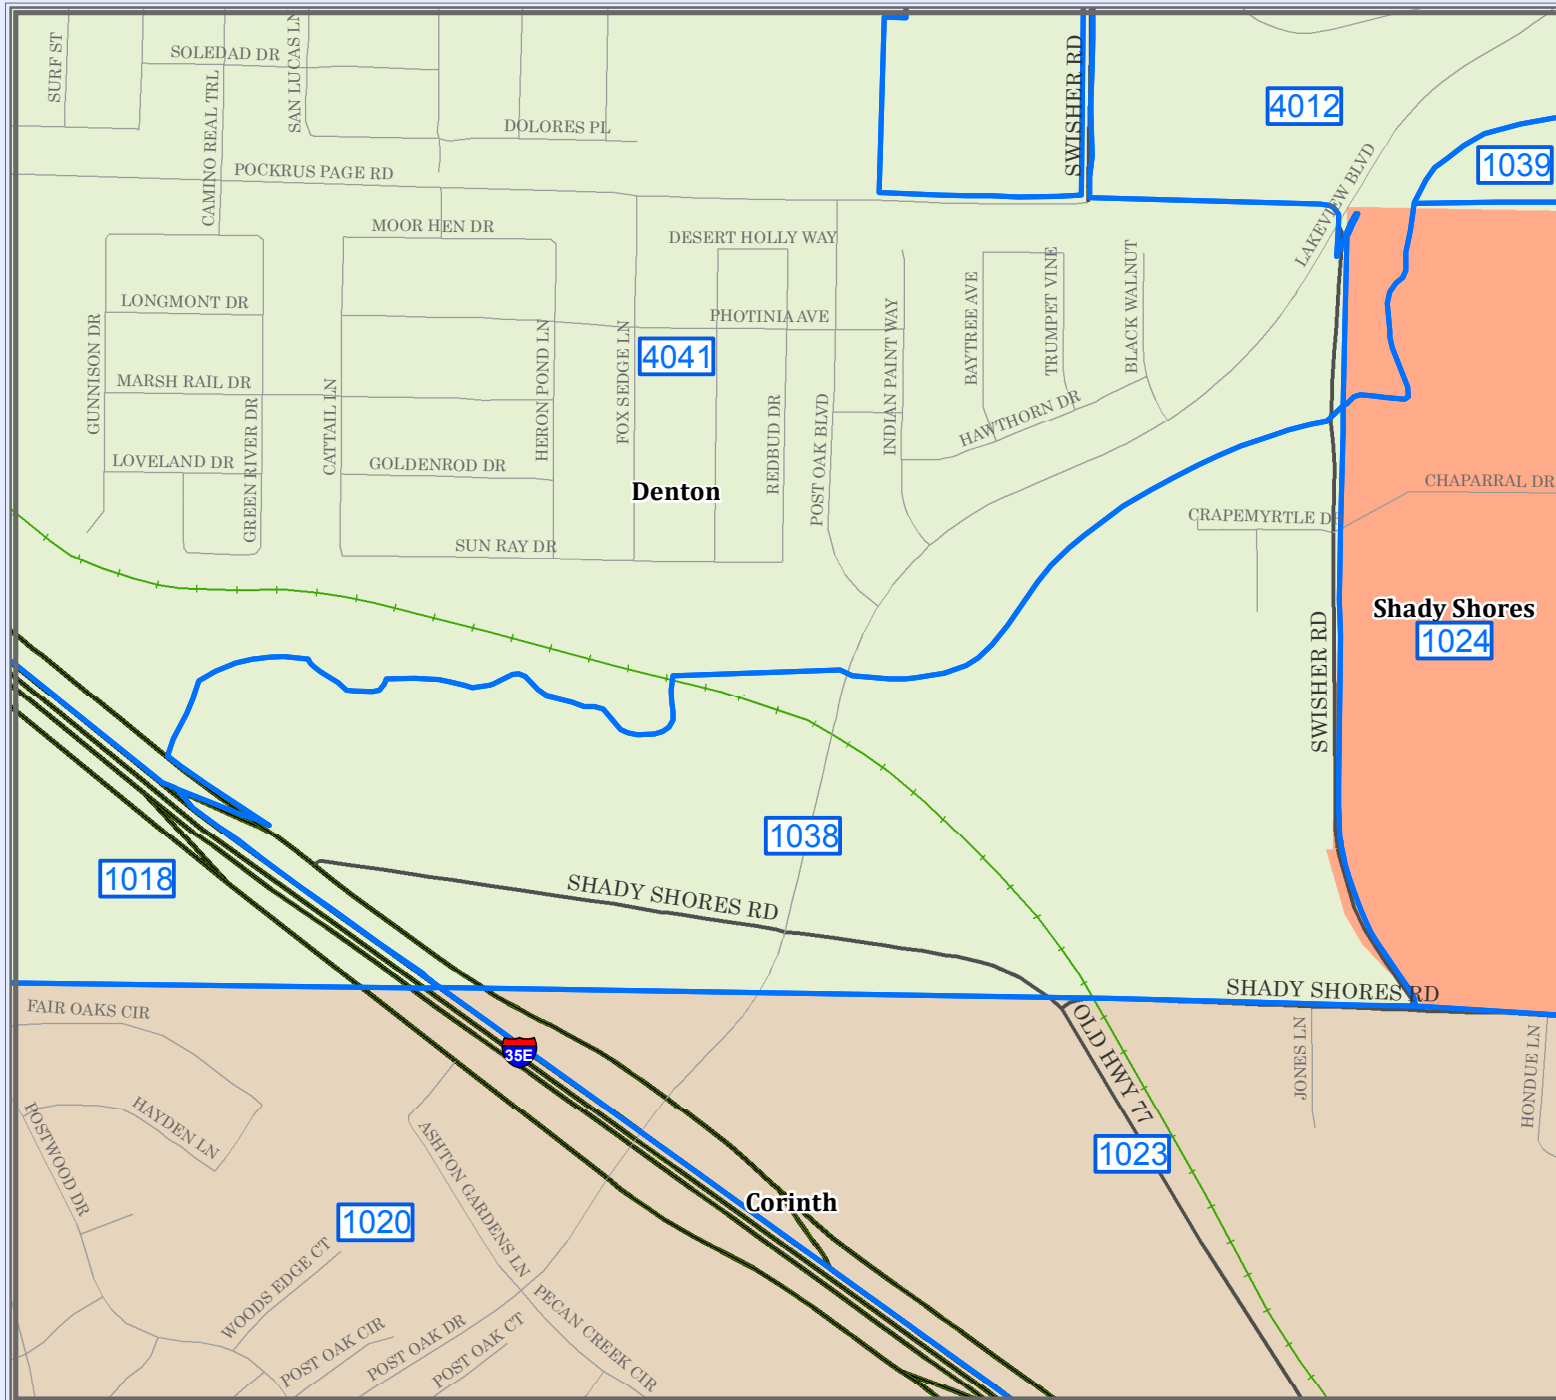 SURF ST
SOLEDAD DR
SAN LUCAS LN
CAMINO REAL TRL
DOLORES PL
SWISHER RD
4012
1039
LAKEVIEW BLVD
POCKRUS PAGE RD
MOOR HEN DR
DESERT HOLLY WAY
LONGMONT DR
PHOTINIA AVE
INDIAN PAINT WAY
BAYTREE AVE
TRUMPET VINE
BLACK WALNUT
GUNNISON DR
HERON POND LN
FOX SEDGE LN
4041
MARSH RAIL DR
GREEN RIVER DR
CATTAIL LN
REDBUD DR
POST OAK BLVD
HAWTHORN DR
LOVELAND DR
GOLDENROD DR
Denton
CHAPARRAL DR
CRAPEMYRTLE DR
SUN RAY DR
Shady Shores
1024
SWISHER RD
1038
1018
SHADY SHORES RD
SHADY SHORES RD
FAIR OAKS CIR
35E
OLD HWY 77
JONES LN
HONDUE LN
POSTWOOD DR
HAYDEN LN
ASHTON GARDENS LN
1023
Corinth
1020
WOODS EDGE CT
PECAN CREEK CIR
POST OAK CIR
POST OAK DR
POST OAK CT